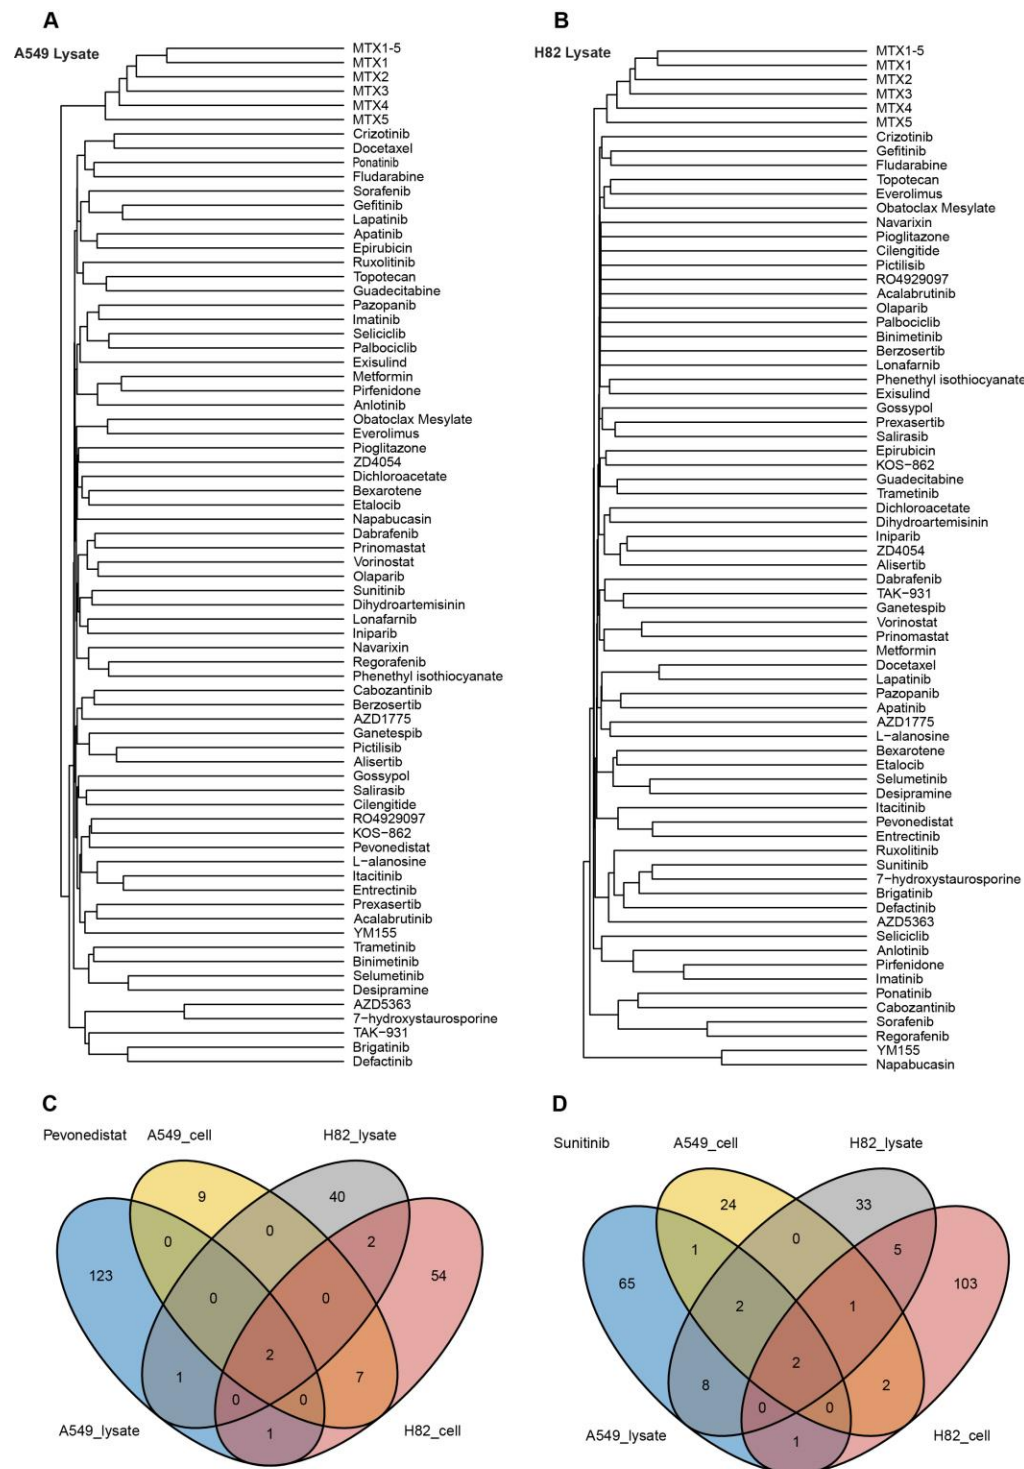 A
A549 Lysate
MTX1-5
MTX1
MTX2
MTX3
MTX4
MTX5
Crizotinib
Docetaxel
Ponatinib
Fludarabine
Sorafenib
Gefitinib
Lapatinib
Apatinib
Epirubicin
Ruxolitinib
Topotecan
Guadecitabine
Pazopanib
Imatinib
Seliciclib
Palbociclib
Exisulind
Metformin
Pirfenidone
Anlotinib
Obatoclax Mesylate
Everolimus
Pioglitazone
ZD4054
Dichloroacetate
Bexarotene
Etalocib
Napabucasin
Dabrafenib
Prinomastat
Vorinostat
Olaparib
Sunitinib
Dihydroartemisinin
Lonafarnib
Iniparib
Navarixin
Regorafenib
Phenethyl isothiocyanate
Cabozantinib
Berzosertib
AZD1775
Ganetespib
Pictilisib
Alisertib
Gossypol
Salirasib
Cilengitide
RO4929097
KOS−862
Pevonedistat
L−alanosine
Itacitinib
Entrectinib
Prexasertib
Acalabrutinib
YM155
Trametinib
Binimetinib
Selumetinib
Desipramine
AZD5363
7−hydroxystaurosporine
TAK−931
Brigatinib
Defactinib
B
H82 Lysate
MTX1-5
MTX1
MTX2
MTX3
MTX4
MTX5
Crizotinib
Gefitinib
Fludarabine
Topotecan
Everolimus
Obatoclax Mesylate
Navarixin
Pioglitazone
Cilengitide
Pictilisib
RO4929097
Acalabrutinib
Olaparib
Palbociclib
Binimetinib
Berzosertib
Lonafarnib
Phenethyl isothiocyanate
Exisulind
Gossypol
Prexasertib
Salirasib
Epirubicin
KOS−862
Guadecitabine
Trametinib
Dichloroacetate
Dihydroartemisinin
Iniparib
ZD4054
Alisertib
Dabrafenib
TAK−931
Ganetespib
Vorinostat
Prinomastat
Metformin
Docetaxel
Lapatinib
Pazopanib
Apatinib
AZD1775
L−alanosine
Bexarotene
Etalocib
Selumetinib
Desipramine
Itacitinib
Pevonedistat
Entrectinib
Ruxolitinib
Sunitinib
7−hydroxystaurosporine
Brigatinib
Defactinib
AZD5363
Seliciclib
Anlotinib
Pirfenidone
Imatinib
Ponatinib
Cabozantinib
Sorafenib
Regorafenib
YM155
Napabucasin
C
Pevonedistat
A549_cell
H82_lysate
9
40
0
0
2
123
54
0
0
2
1
7
0
0
1
A549_lysate
H82_cell
D
Sunitinib
A549_cell
H82_lysate
24
33
0
1
5
65
103
2
1
2
8
2
0
0
1
A549_lysate
H82_cell